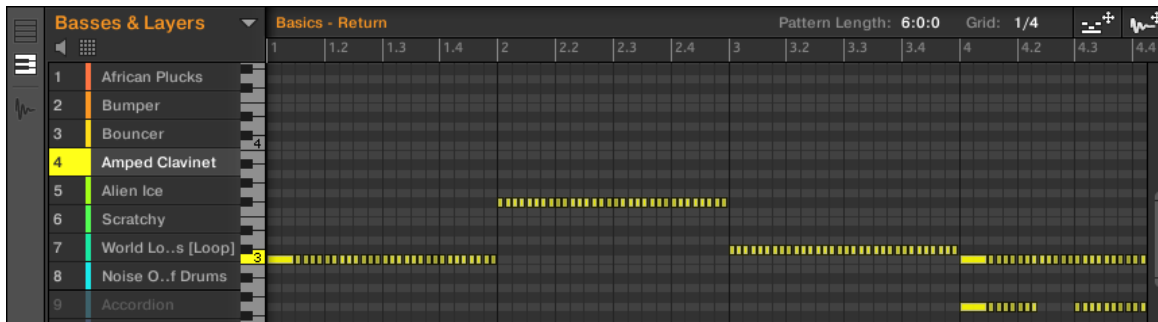 Basses & Layers
Basics - Return
Pattern Length: 6:0:0 Grid: 1/4
1 1.2 1.3 1.4 2 2.2 2.3 2.4 3 3.2 3.3 3.4 4 4.2 4.3 4.4
1 African Plucks
2 Bumper
3 Bouncer
4
4 Amped Clavinet
5 Alien Ice
6 Scratchy
7 World Lo..s [Loop]
3
8 Noise O..f Drums
9 Accordion